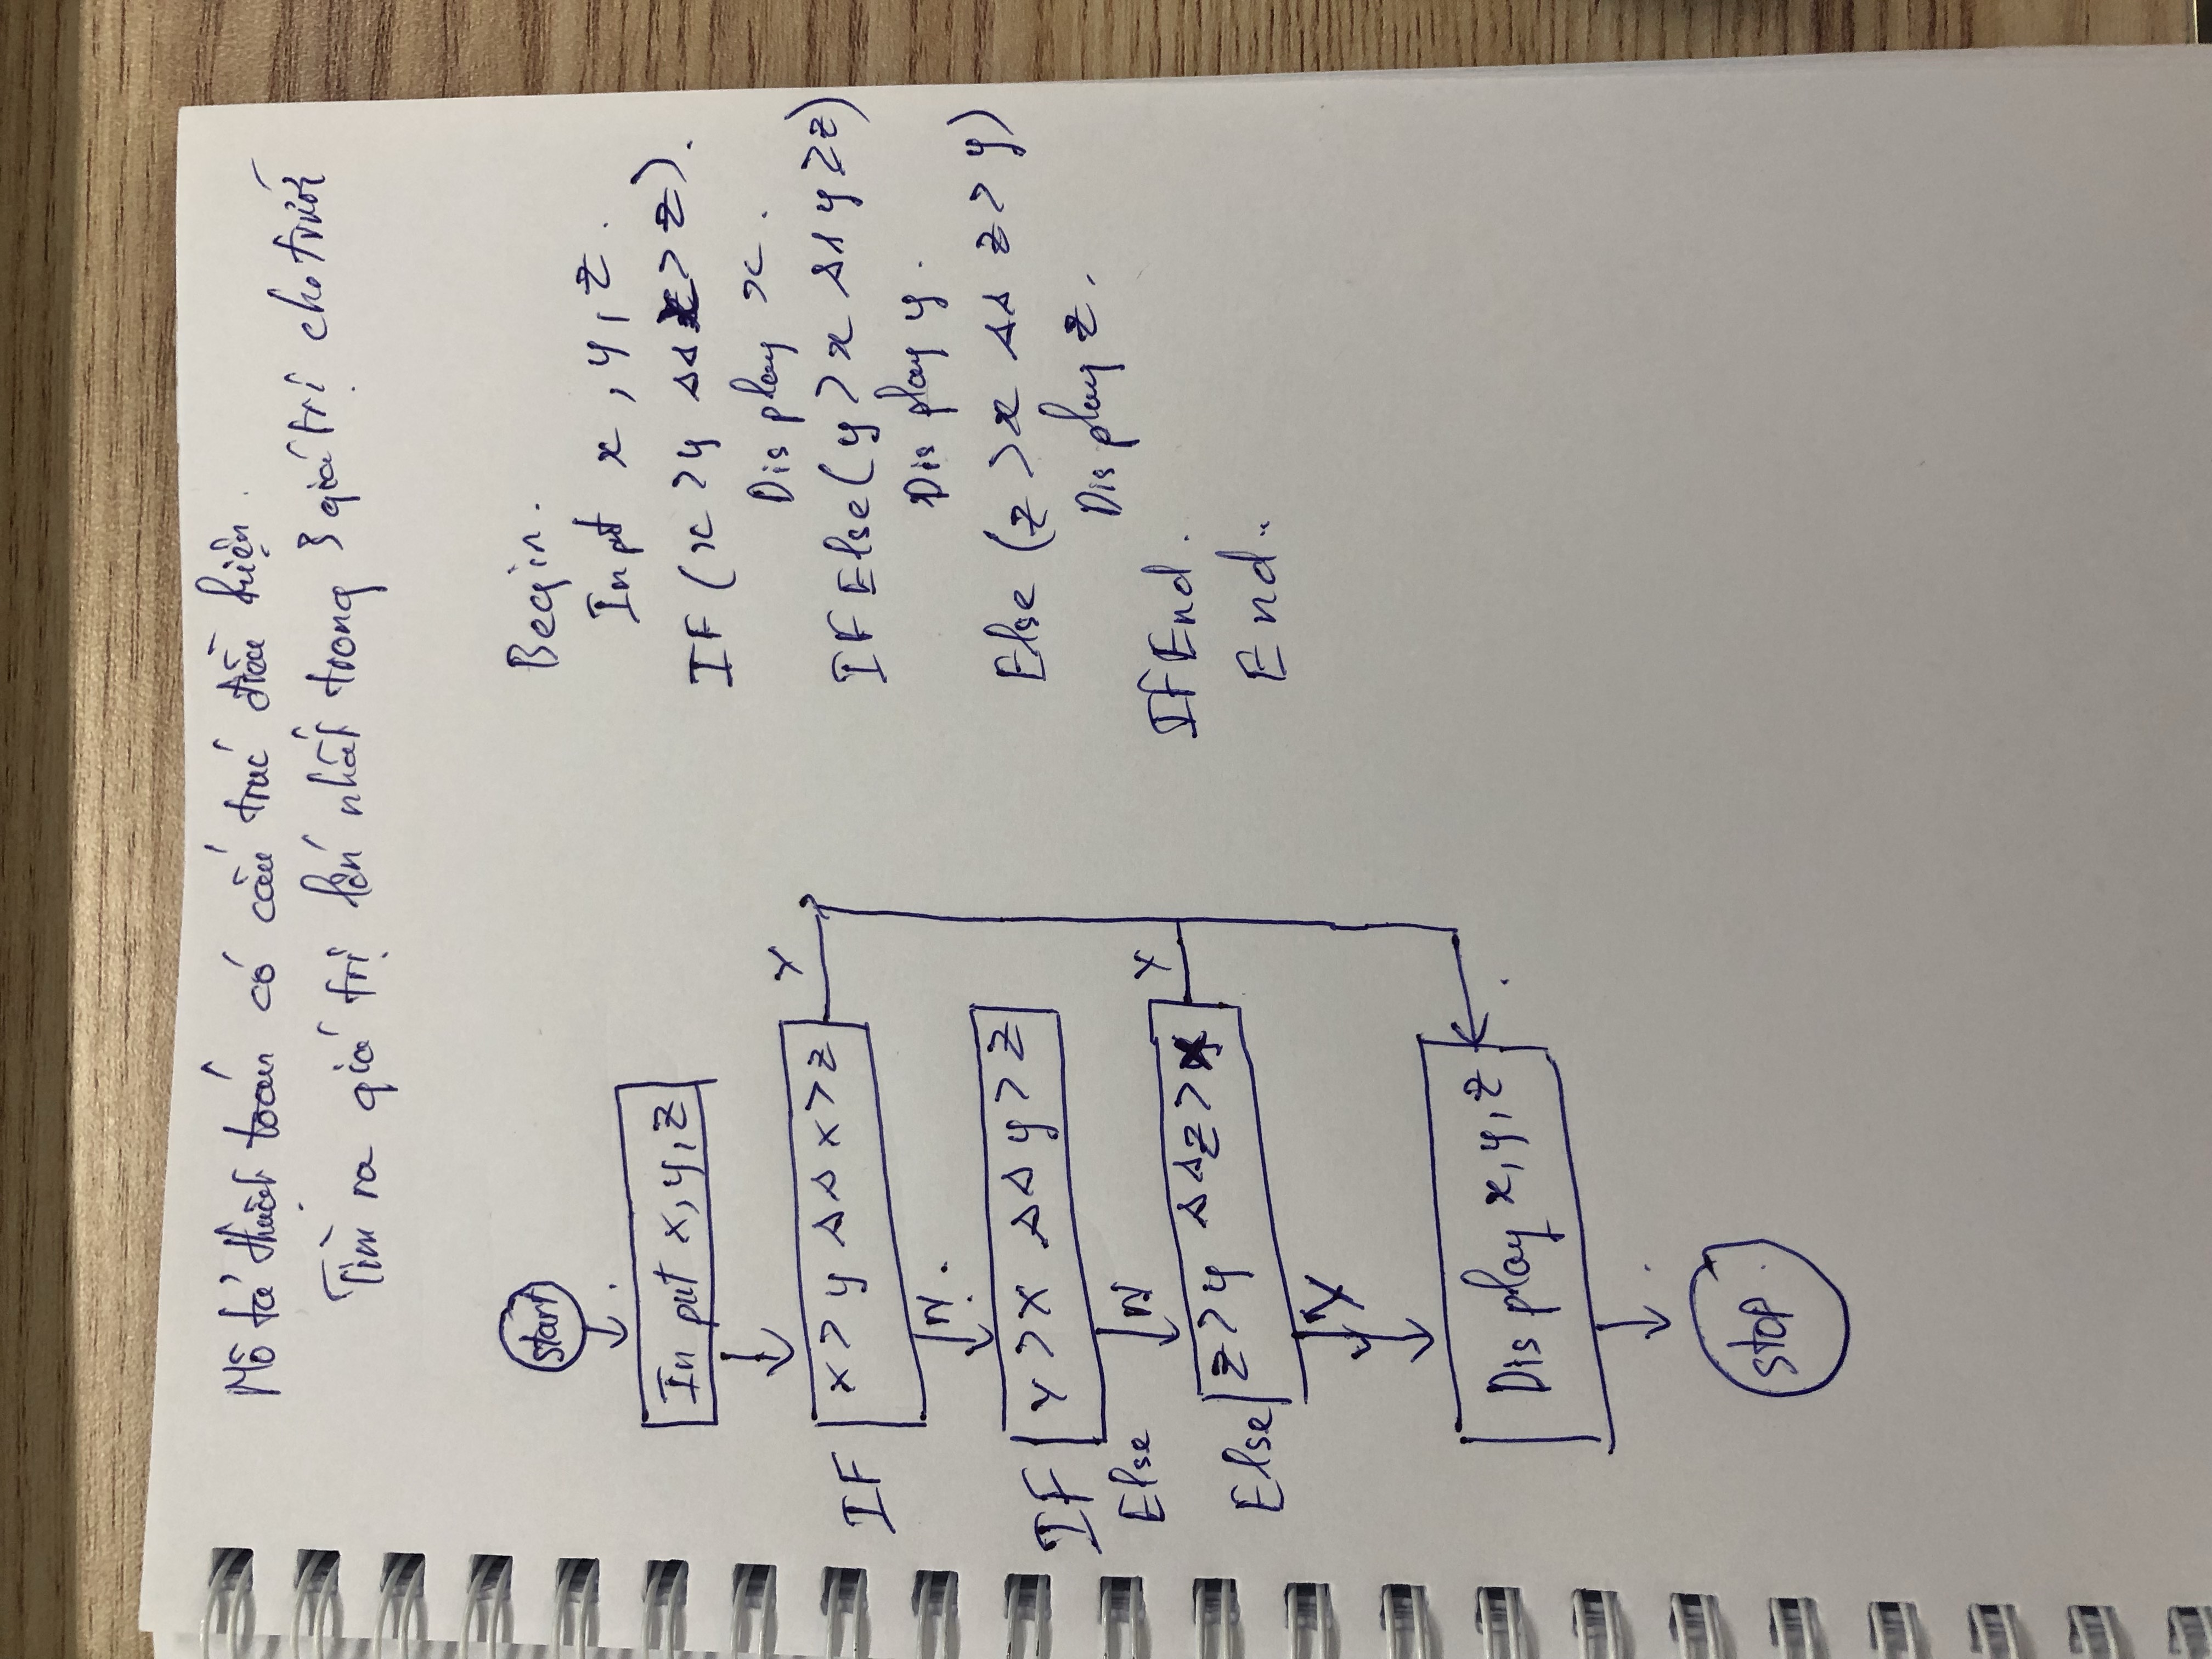 Mô tả thuật toán có cấu trúc điều kiện.
Tìm ra giá trị lớn nhất trong 3 giá trị cho trước
start
Input x, y, z
IF
x > y && x > z
Y
N.
IF
Else
y > x && y > z
N
Else
z > y && z > x
Y
Y
Display x, y, z
stop
Begin.
Input x, y, z.
IF (x > y && x > z).
Display x.
IF Else (y > x && y > z)
Display y.
Else (z > x && z > y)
Display z.
IF End.
End..